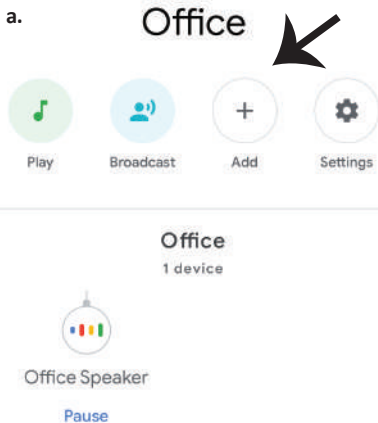 a.
Office
Play Broadcast Add Settings
Office
1 device
Office Speaker
Pause